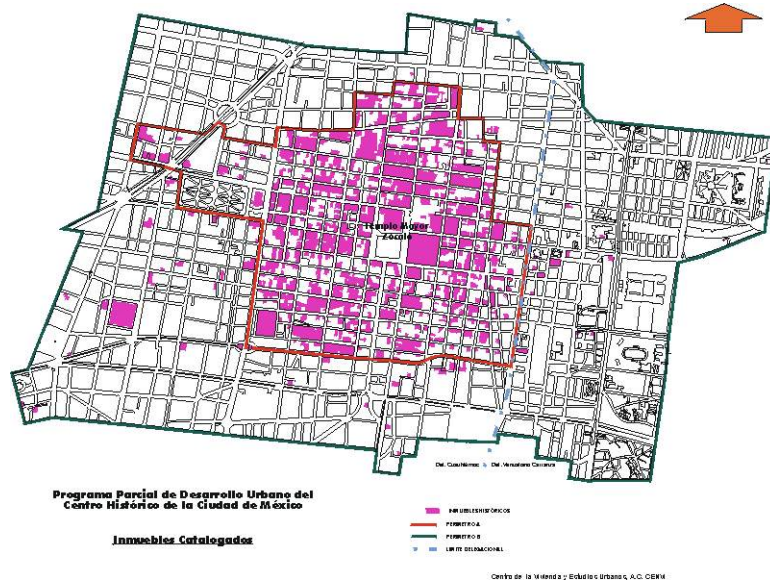 Templo Mayor
Zócalo
Del. Cuauhtémoc Del. Venustiano Carranza
Programa Parcial de Desarrollo Urbano del
Centro Histórico de la Ciudad de México
Inmuebles Catalogados
INMUEBLES HISTÓRICOS
PERIMETRO A
PERIMETRO B
LIMITE DELEGACIONAL
Centro de la Vivienda y Estudios Urbanos, A.C. CENVI